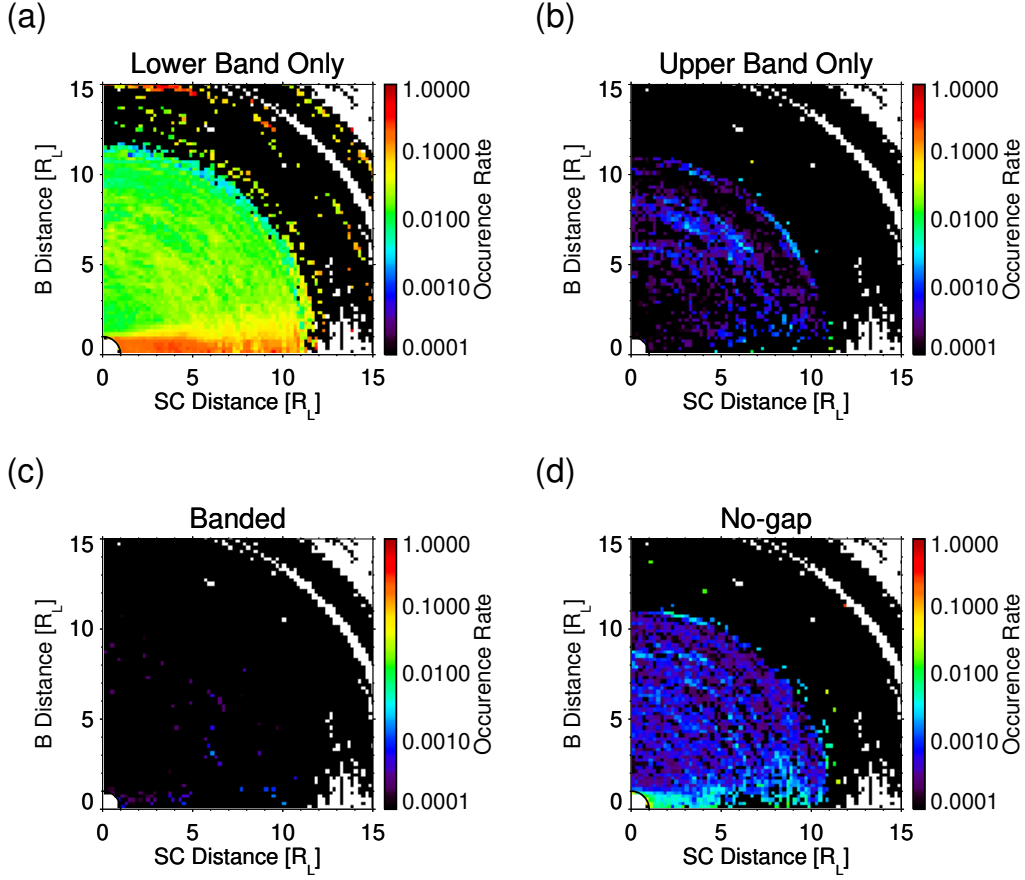 (a)
Lower Band Only
15
10
5
0
B Distance [R_L]
0 5 10 15
SC Distance [R_L]
1.0000
0.1000
0.0100
0.0010
0.0001
Occurence Rate
(b)
Upper Band Only
15
10
5
0
B Distance [R_L]
0 5 10 15
SC Distance [R_L]
1.0000
0.1000
0.0100
0.0010
0.0001
Occurence Rate
(c)
Banded
15
10
5
0
B Distance [R_L]
0 5 10 15
SC Distance [R_L]
1.0000
0.1000
0.0100
0.0010
0.0001
Occurence Rate
(d)
No-gap
15
10
5
0
B Distance [R_L]
0 5 10 15
SC Distance [R_L]
1.0000
0.1000
0.0100
0.0010
0.0001
Occurence Rate